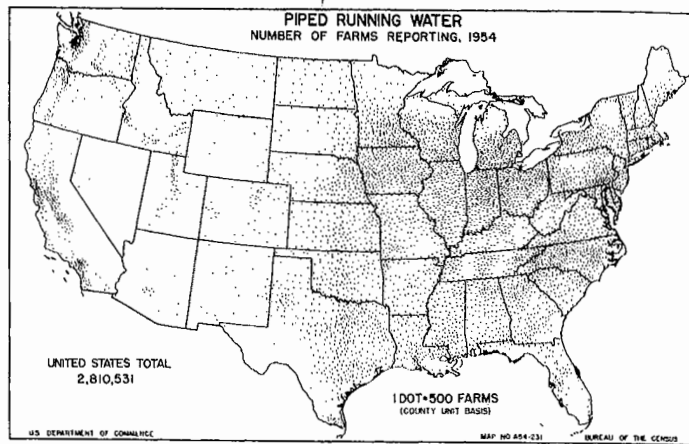 PIPED RUNNING WATER
NUMBER OF FARMS REPORTING, 1954
UNITED STATES TOTAL
2,810,531
1 DOT=500 FARMS
(COUNTY UNIT BASIS)
U.S. DEPARTMENT OF COMMERCE
MAP NO. A54-231
BUREAU OF THE CENSUS